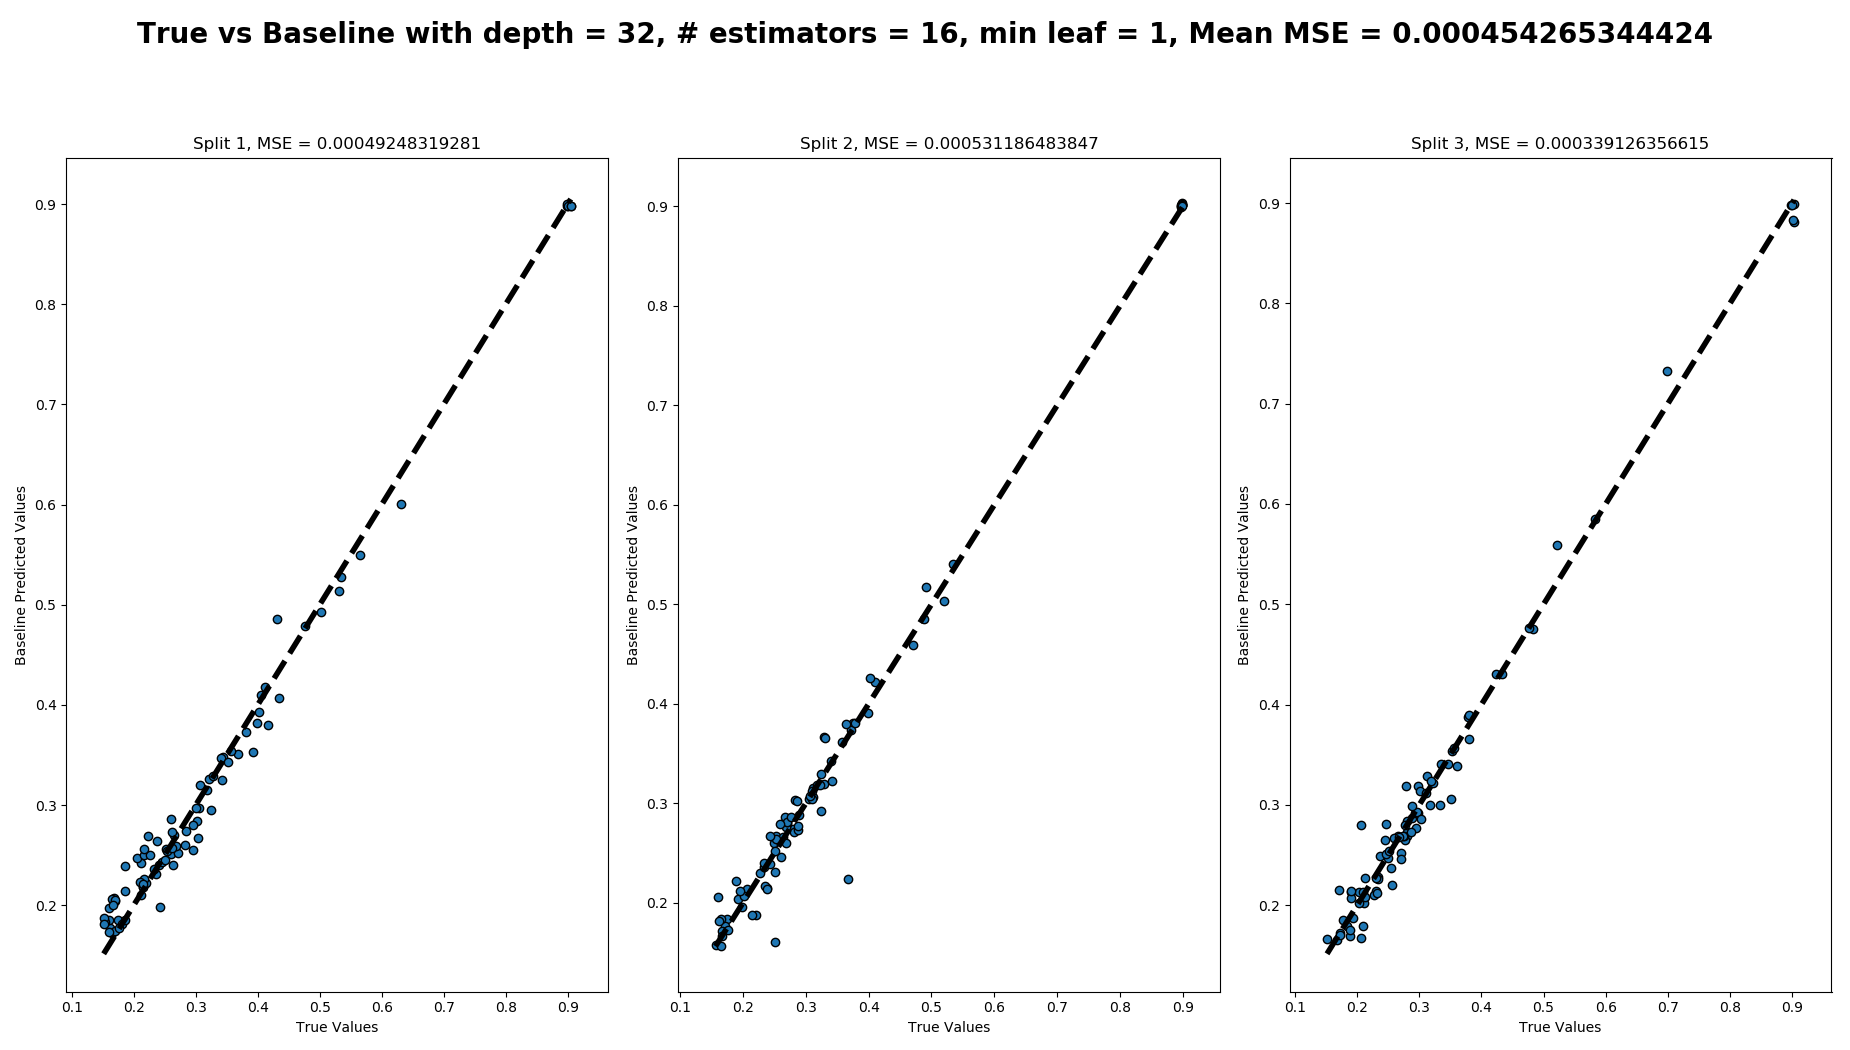 True vs Baseline with depth = 32, # estimators = 16, min leaf = 1, Mean MSE = 0.000454265344424
Split 1, MSE = 0.00049248319281
0.9
0.8
0.7
0.6
0.5
0.4
0.3
0.2
Baseline Predicted Values
0.1 0.2 0.3 0.4 0.5 0.6 0.7 0.8 0.9
True Values
Split 2, MSE = 0.000531186483847
0.9
0.8
0.7
0.6
0.5
0.4
0.3
0.2
Baseline Predicted Values
0.1 0.2 0.3 0.4 0.5 0.6 0.7 0.8 0.9
True Values
Split 3, MSE = 0.000339126356615
0.9
0.8
0.7
0.6
0.5
0.4
0.3
0.2
Baseline Predicted Values
0.1 0.2 0.3 0.4 0.5 0.6 0.7 0.8 0.9
True Values